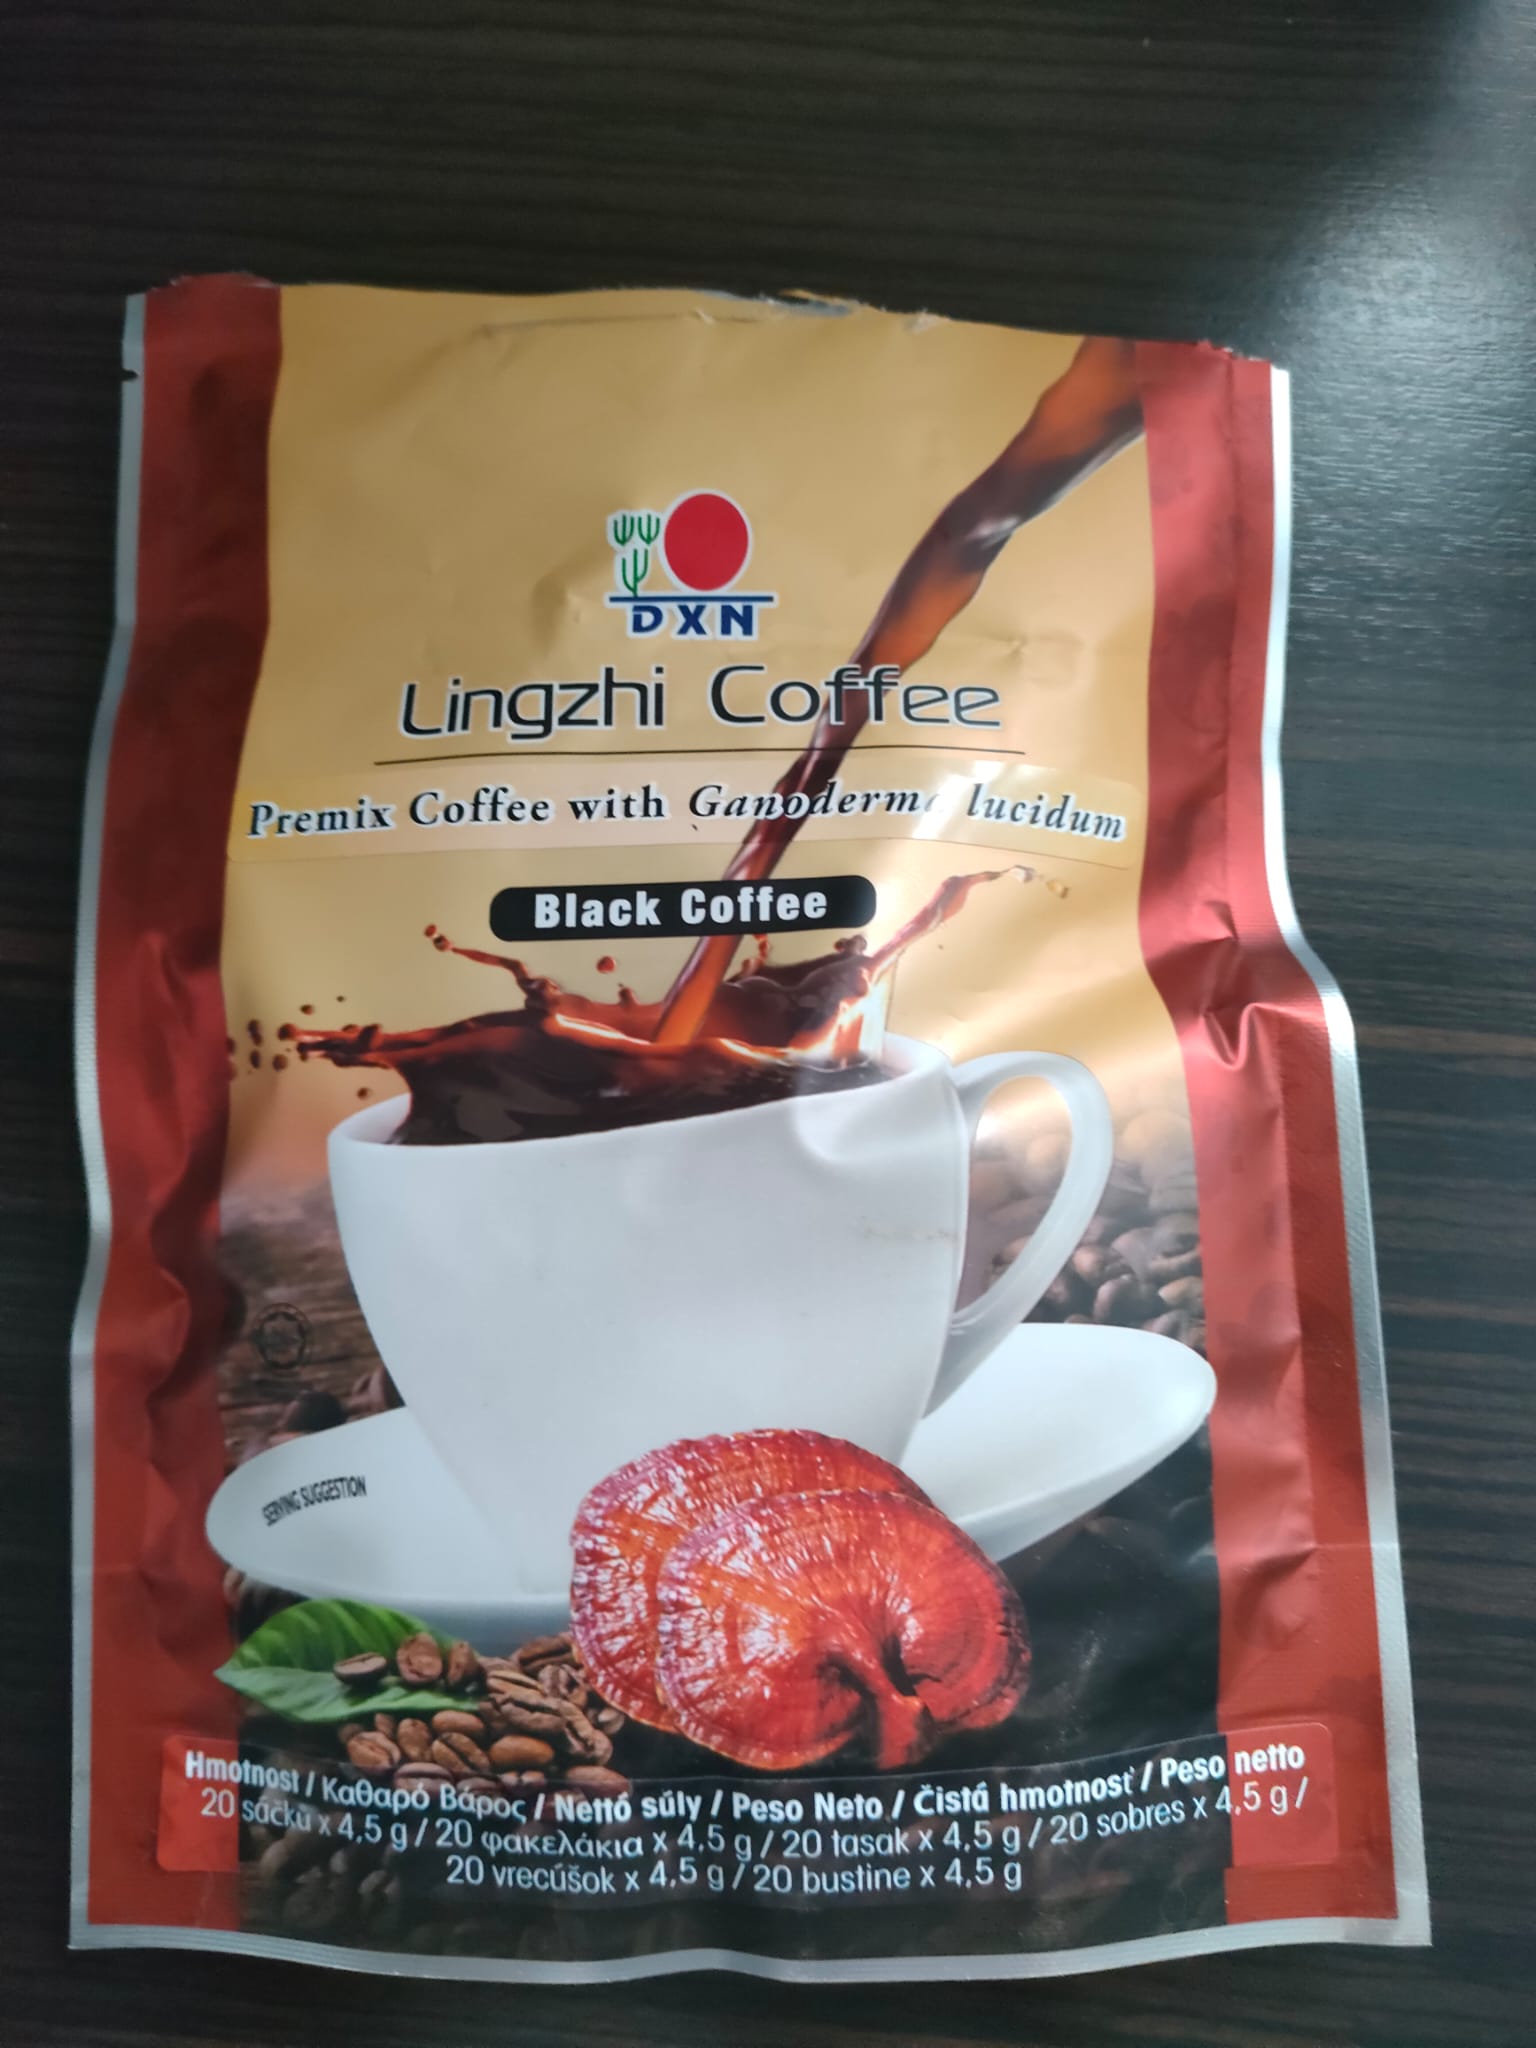 DXN
Lingzhi Coffee
Premix Coffee with Ganoderma lucidum
Black Coffee
SERVING SUGGESTION
Hmotnost / Καθαρό Βάρος / Nettó súly / Peso Neto / Čistá hmotnosť / Peso netto
20 sáčků x 4,5 g / 20 φακελάκια x 4,5 g / 20 tasak x 4,5 g / 20 sobres x 4,5 g /
20 vrecúšok x 4,5 g / 20 bustine x 4,5 g